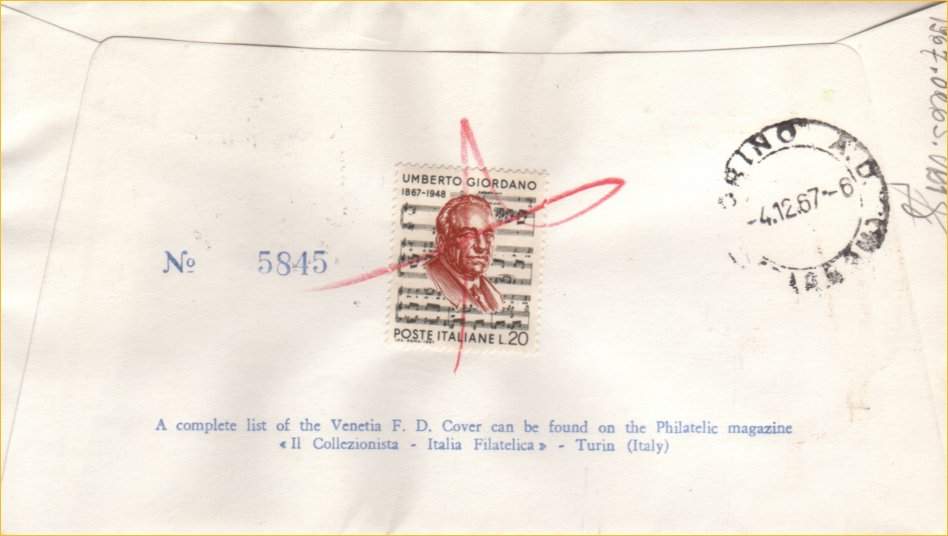 UMBERTO GIORDANO
1867-1948
POSTE ITALIANE L.20
№ 5845
ORINO A.D
-4.12.67--6
A complete list of the Venetia F. D. Cover can be found on the Philatelic magazine
«Il Collezionista - Italia Filatelica» - Turin (Italy)